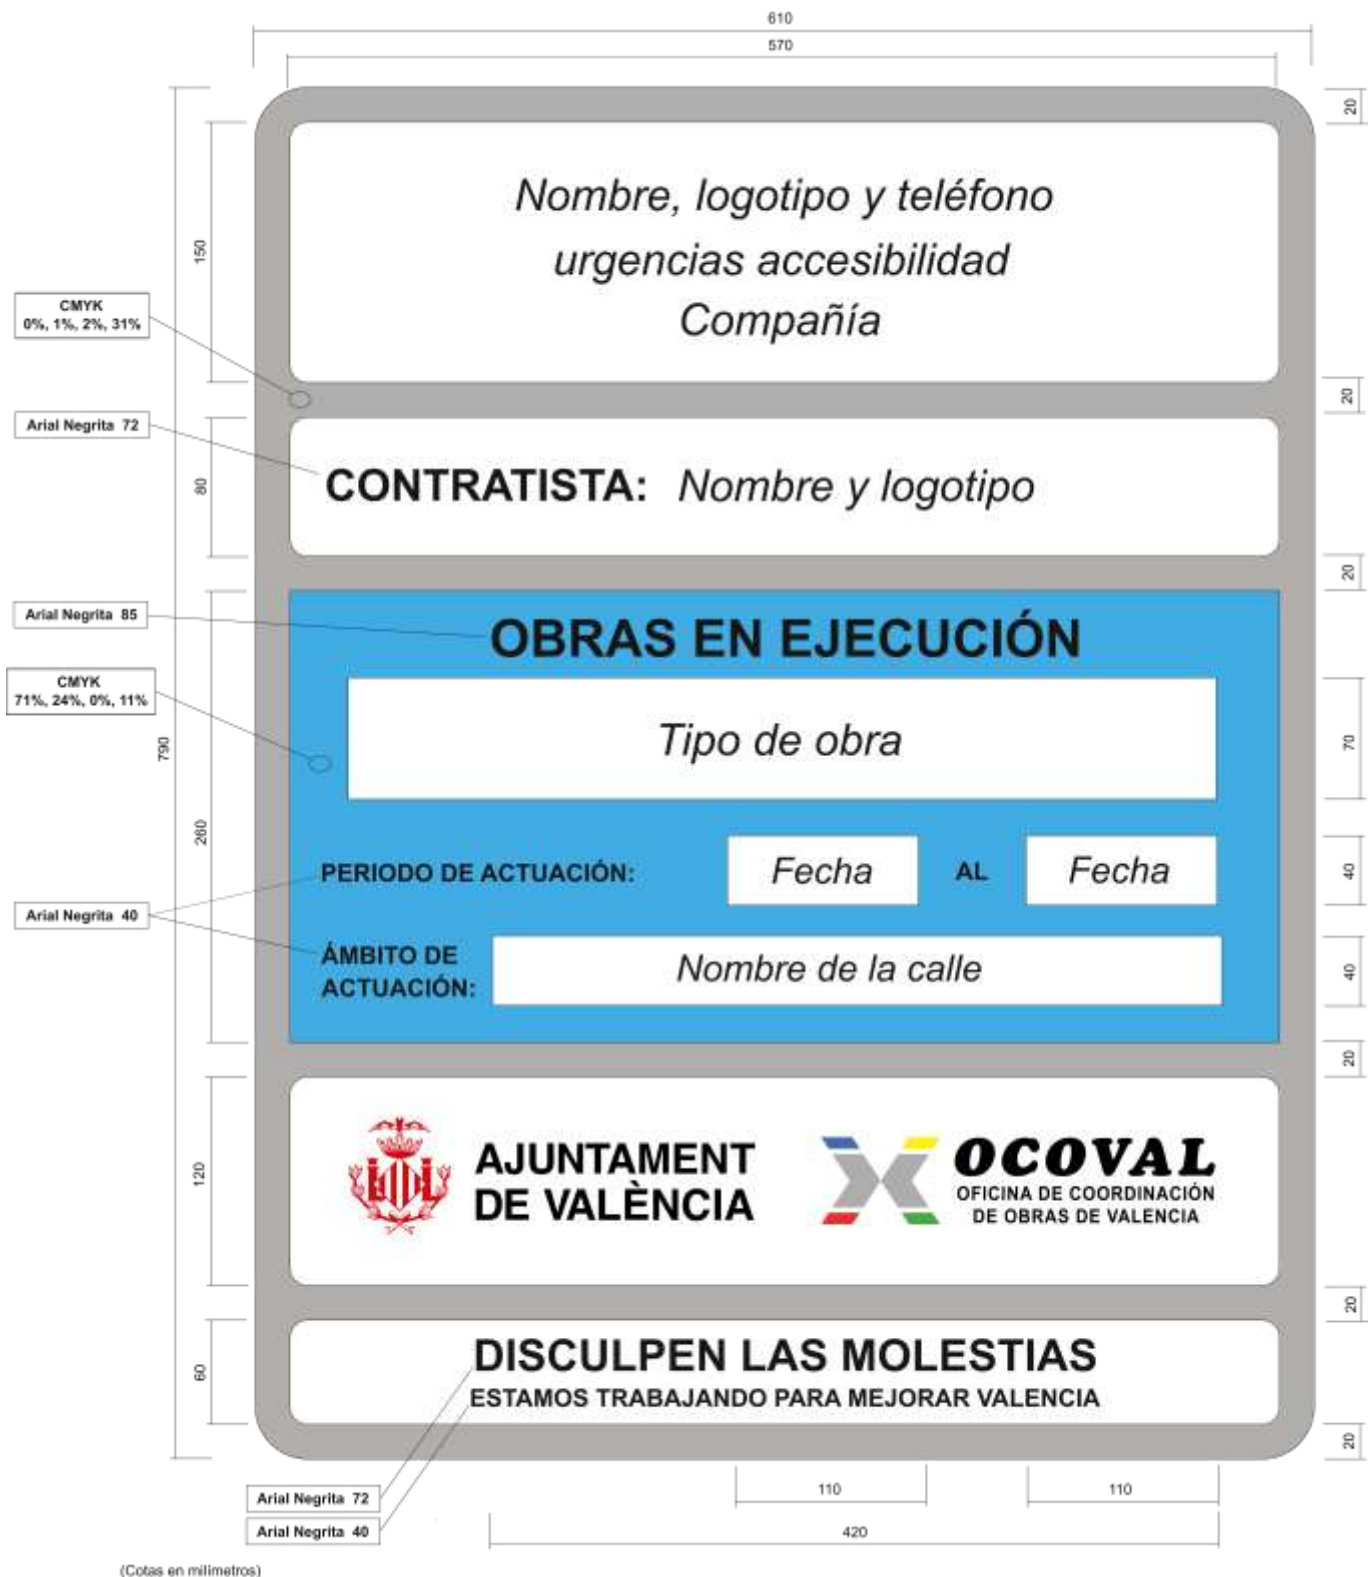 610
570
20
Nombre, logotipo y teléfono
urgencias accesibilidad
Compañía
150
CMYK
0%, 1%, 2%, 31%
20
Arial Negrita 72
CONTRATISTA: Nombre y logotipo
80
20
Arial Negrita 85
OBRAS EN EJECUCIÓN
CMYK
71%, 24%, 0%, 11%
Tipo de obra
70
790
260
PERIODO DE ACTUACIÓN: Fecha AL Fecha
40
Arial Negrita 40
ÁMBITO DE
ACTUACIÓN:
Nombre de la calle
40
20
120
AJUNTAMENT
DE VALÈNCIA
OCOVAL
OFICINA DE COORDINACIÓN
DE OBRAS DE VALENCIA
20
60
DISCULPEN LAS MOLESTIAS
ESTAMOS TRABAJANDO PARA MEJORAR VALENCIA
20
Arial Negrita 72
Arial Negrita 40
110
110
420
(Cotas en milímetros)